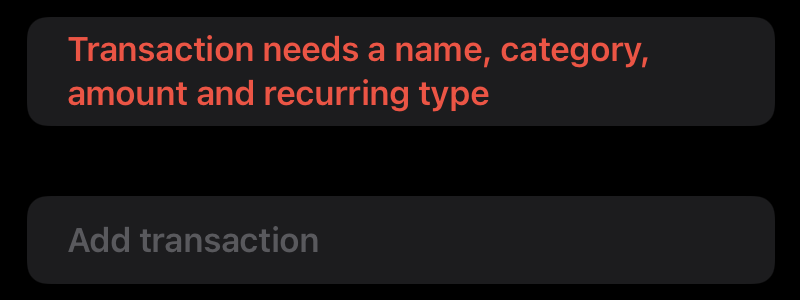 Transaction needs a name, category,
amount and recurring type
Add transaction